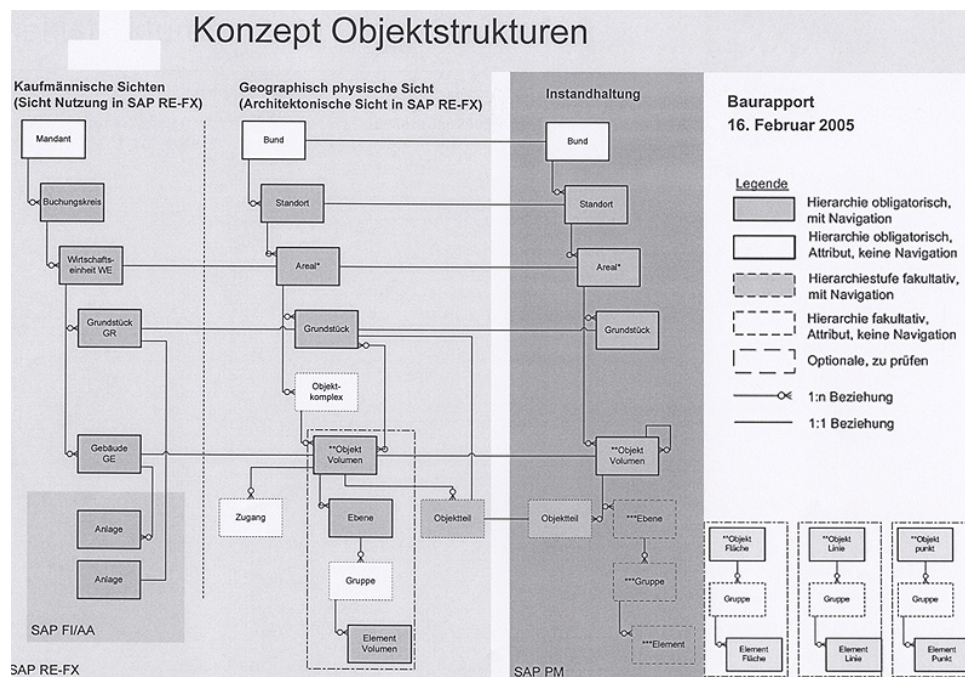 Konzept Objektstrukturen
Kaufmännische Sichten
(Sicht Nutzung in SAP RE-FX)
Mandant
Buchungskreis
Wirtschafts-
einheit WE
Grundstück
GR
Gebäude
GE
Anlage
Anlage
SAP FI/AA
SAP RE-FX
Geographisch physische Sicht
(Architektonische Sicht in SAP RE-FX)
Bund
Standort
Areal*
Grundstück
Objekt-
komplex
**Objekt
Volumen
Zugang
Ebene
Objektteil
Gruppe
Element
Volumen
Instandhaltung
Bund
Standort
Areal*
Grundstück
**Objekt
Volumen
Objektteil
***Ebene
***Gruppe
***Element
SAP PM
Baurapport
16. Februar 2005
Legende
Hierarchie obligatorisch,
mit Navigation
Hierarchie obligatorisch,
Attribut, keine Navigation
Hierarchiestufe fakultativ,
mit Navigation
Hierarchie fakultativ,
Attribut, keine Navigation
Optionale, zu prüfen
1:n Beziehung
1:1 Beziehung
**Objekt
Fläche
Gruppe
Element
Fläche
**Objekt
Linie
Gruppe
Element
Linie
**Objekt
punkt
Gruppe
Element
Punkt